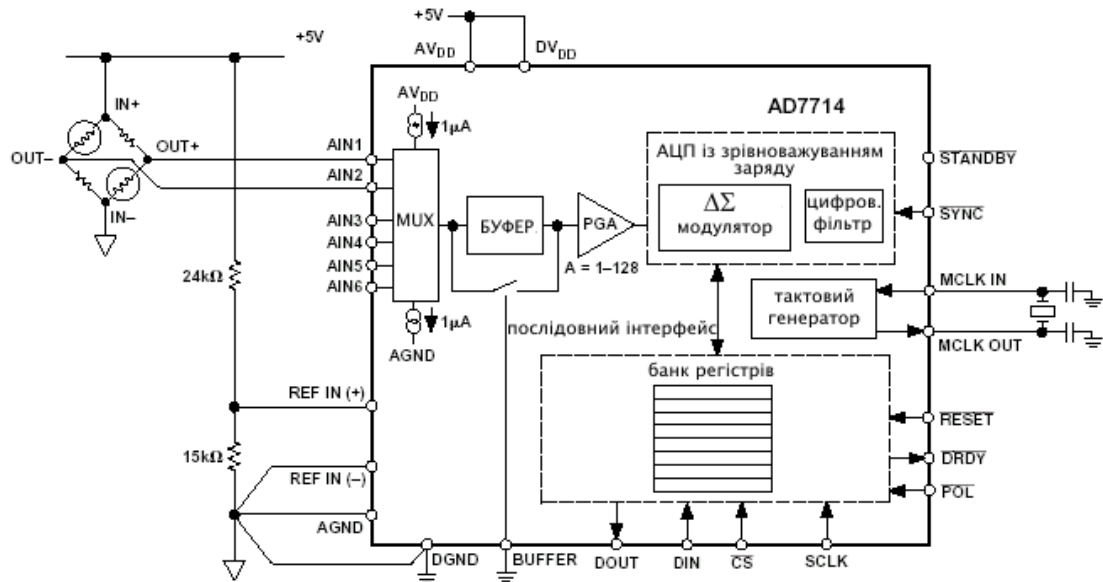 +5V
+5V
AVDD
DVDD
IN+
OUT–
OUT+
IN–
AVDD
1µA
AD7714
AIN1
AIN2
AIN3
AIN4
AIN5
AIN6
MUX
БУФЕР.
PGA
A = 1–128
АЦП із зрівноважуванням
заряду
ΔΣ
модулятор
цифров.
фільтр
STANDBY
SYNC
24kΩ
1µA
AGND
послідовний інтерфейс
тактовий
генератор
MCLK IN
MCLK OUT
банк регістрів
REF IN (+)
15kΩ
REF IN (–)
AGND
RESET
DRDY
POL
DGND
BUFFER
DOUT
DIN
CS
SCLK